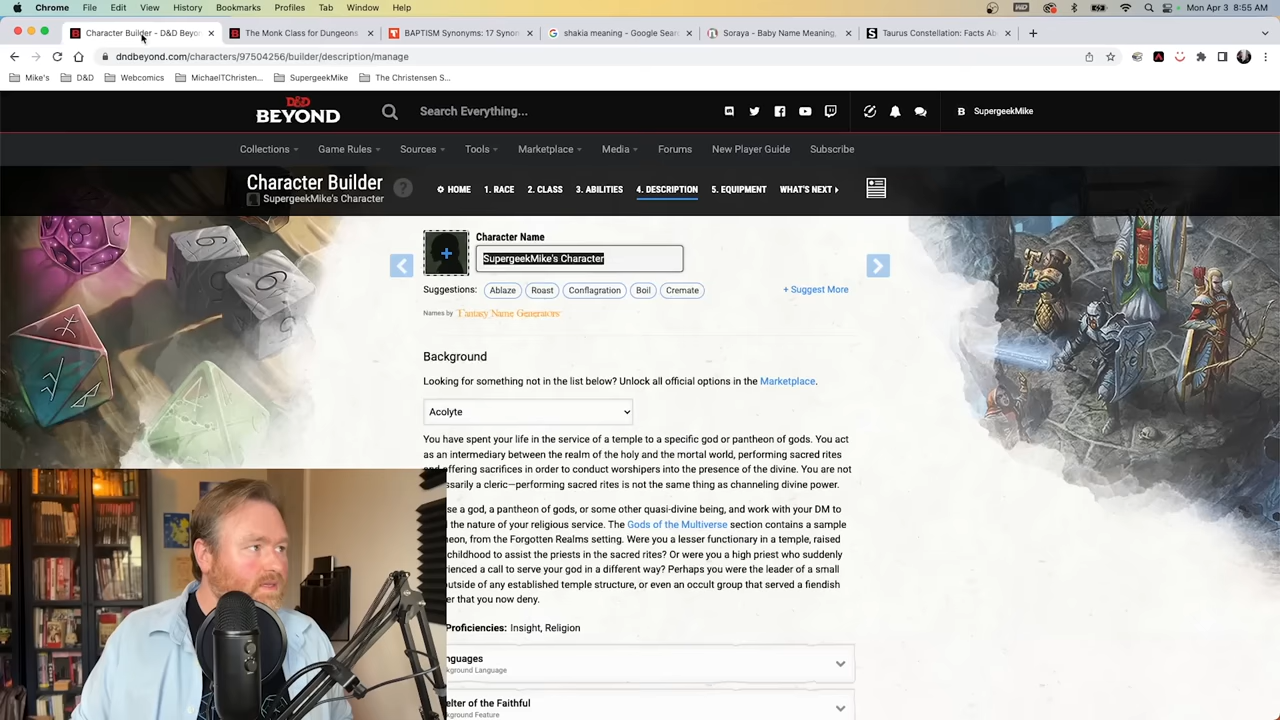 Chrome File Edit View History Bookmarks Profiles Tab Window Help Mon Apr 3 8:55 AM
Character Builder - D&D Beyon The Monk Class for Dungeons BAPTISM Synonyms: 17 Synon shakia meaning - Google Sear Soraya - Baby Name Meaning, Taurus Constellation: Facts Ab
dndbeyond.com/characters/97504256/builder/description/manage
Mike's D&D Webcomics MichaelTChristen... SupergeekMike The Christensen S...
D&D
BEYOND
Search Everything...
SupergeekMike
Collections Game Rules Sources Tools Marketplace Media Forums New Player Guide Subscribe
Character Builder ?
SupergeekMike's Character
HOME 1. RACE 2. CLASS 3. ABILITIES 4. DESCRIPTION 5. EQUIPMENT WHAT'S NEXT
Character Name
SupergeekMike's Character
Suggestions: Ablaze Roast Conflagration Boil Cremate + Suggest More
Names by Fantasy Name Generators
Background
Looking for something not in the list below? Unlock all official options in the Marketplace.
Acolyte
You have spent your life in the service of a temple to a specific god or pantheon of gods. You act
as an intermediary between the realm of the holy and the mortal world, performing sacred rites
and offering sacrifices in order to conduct worshipers into the presence of the divine. You are not
ssarily a cleric—performing sacred rites is not the same thing as channeling divine power.
se a god, a pantheon of gods, or some other quasi-divine being, and work with your DM to
the nature of your religious service. The Gods of the Multiverse section contains a sample
eon, from the Forgotten Realms setting. Were you a lesser functionary in a temple, raised
childhood to assist the priests in the sacred rites? Or were you a high priest who suddenly
rienced a call to serve your god in a different way? Perhaps you were the leader of a small
utside of any established temple structure, or even an occult group that served a fiendish
er that you now deny.
Proficiencies: Insight, Religion
nguages
kground Language
elter of the Faithful
ground Feature